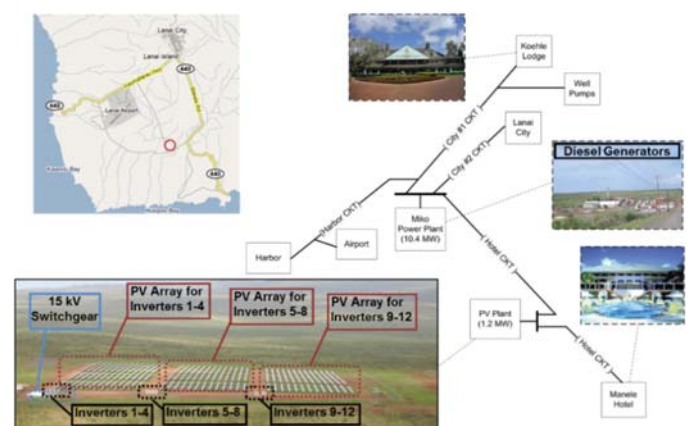 Lanai City
Lanai Island
440
440
Lanai Airport
440
Koehle
Lodge
Well
Pumps
(City #1 CKT)
Lanai
City
(City #2 CKT)
Diesel Generators
(Harbor CKT)
Miko
Power Plant
(10.4 MW)
Harbor
Airport
(Hotel CKT)
PV Plant
(1.2 MW)
(Hotel CKT)
Manele
Hotel
15 kV
Switchgear
PV Array for
Inverters 1-4
PV Array for
Inverters 5-8
PV Array for
Inverters 9-12
Inverters 1-4
Inverters 5-8
Inverters 9-12